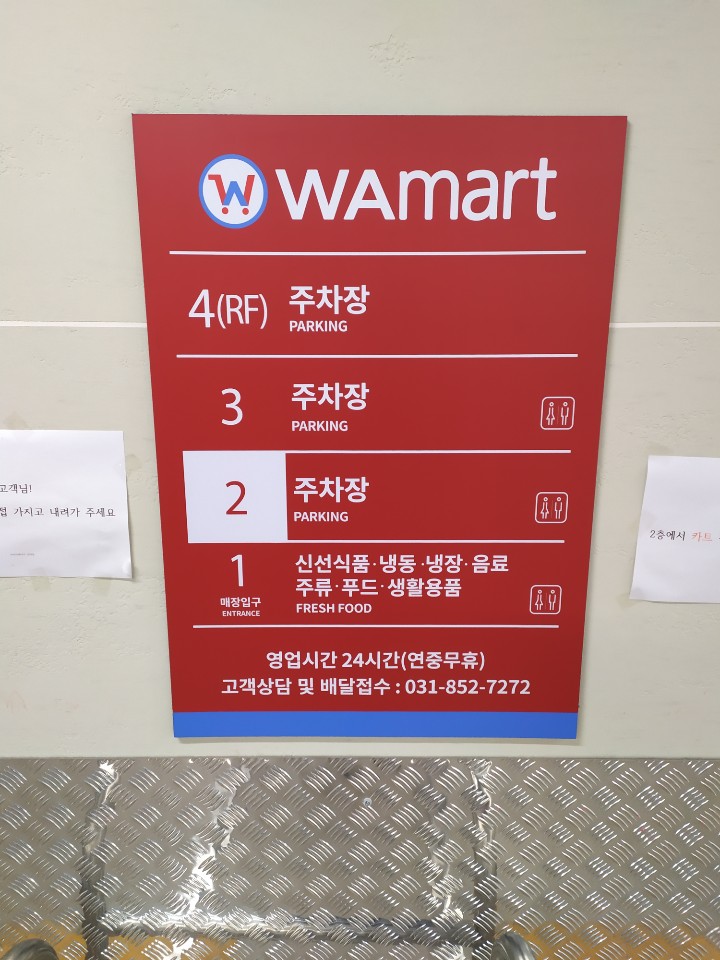 WAmart
4(RF) 주차장
PARKING
3 주차장
PARKING
2 주차장
PARKING
1 신선식품·냉동·냉장·음료
주류·푸드·생활용품
매장입구
ENTRANCE
FRESH FOOD
영업시간 24시간(연중무휴)
고객상담 및 배달접수 : 031-852-7272
고객님!
접 가지고 내려가 주세요
2층에서 카트